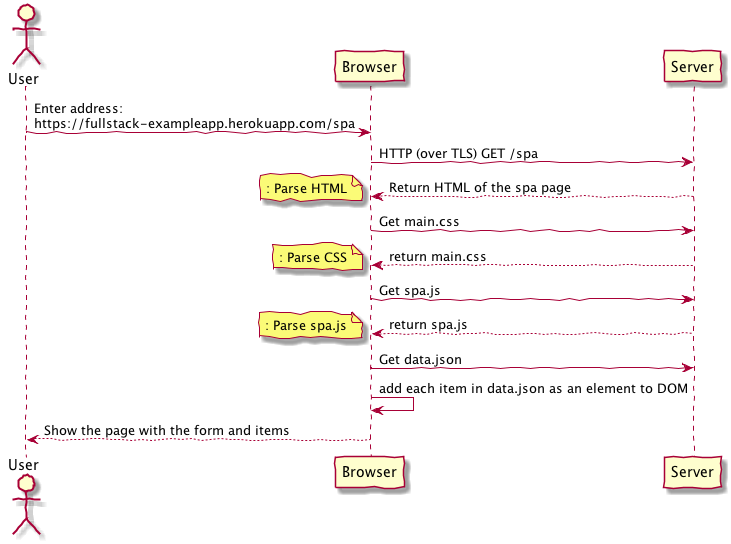 User
Browser
Server
Enter address:
https://fullstack-exampleapp.herokuapp.com/spa
HTTP (over TLS) GET /spa
: Parse HTML
Return HTML of the spa page
Get main.css
: Parse CSS
return main.css
Get spa.js
: Parse spa.js
return spa.js
Get data.json
add each item in data.json as an element to DOM
Show the page with the form and items
User
Browser
Server